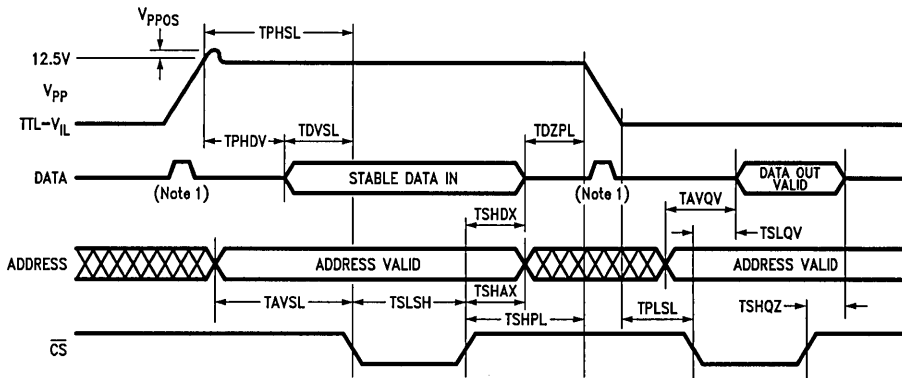 VPPOS
TPHSL
12.5V
VPP
TTL-VIL
TPHDV
TDVSL
TDZPL
DATA
(Note 1)
STABLE DATA IN
(Note 1)
DATA OUT
VALID
TAVQV
TSHDX
TSLQV
ADDRESS
ADDRESS VALID
ADDRESS VALID
TAVSL
TSLSH
TSHAX
TSHPL
TPLSL
TSHQZ
CS